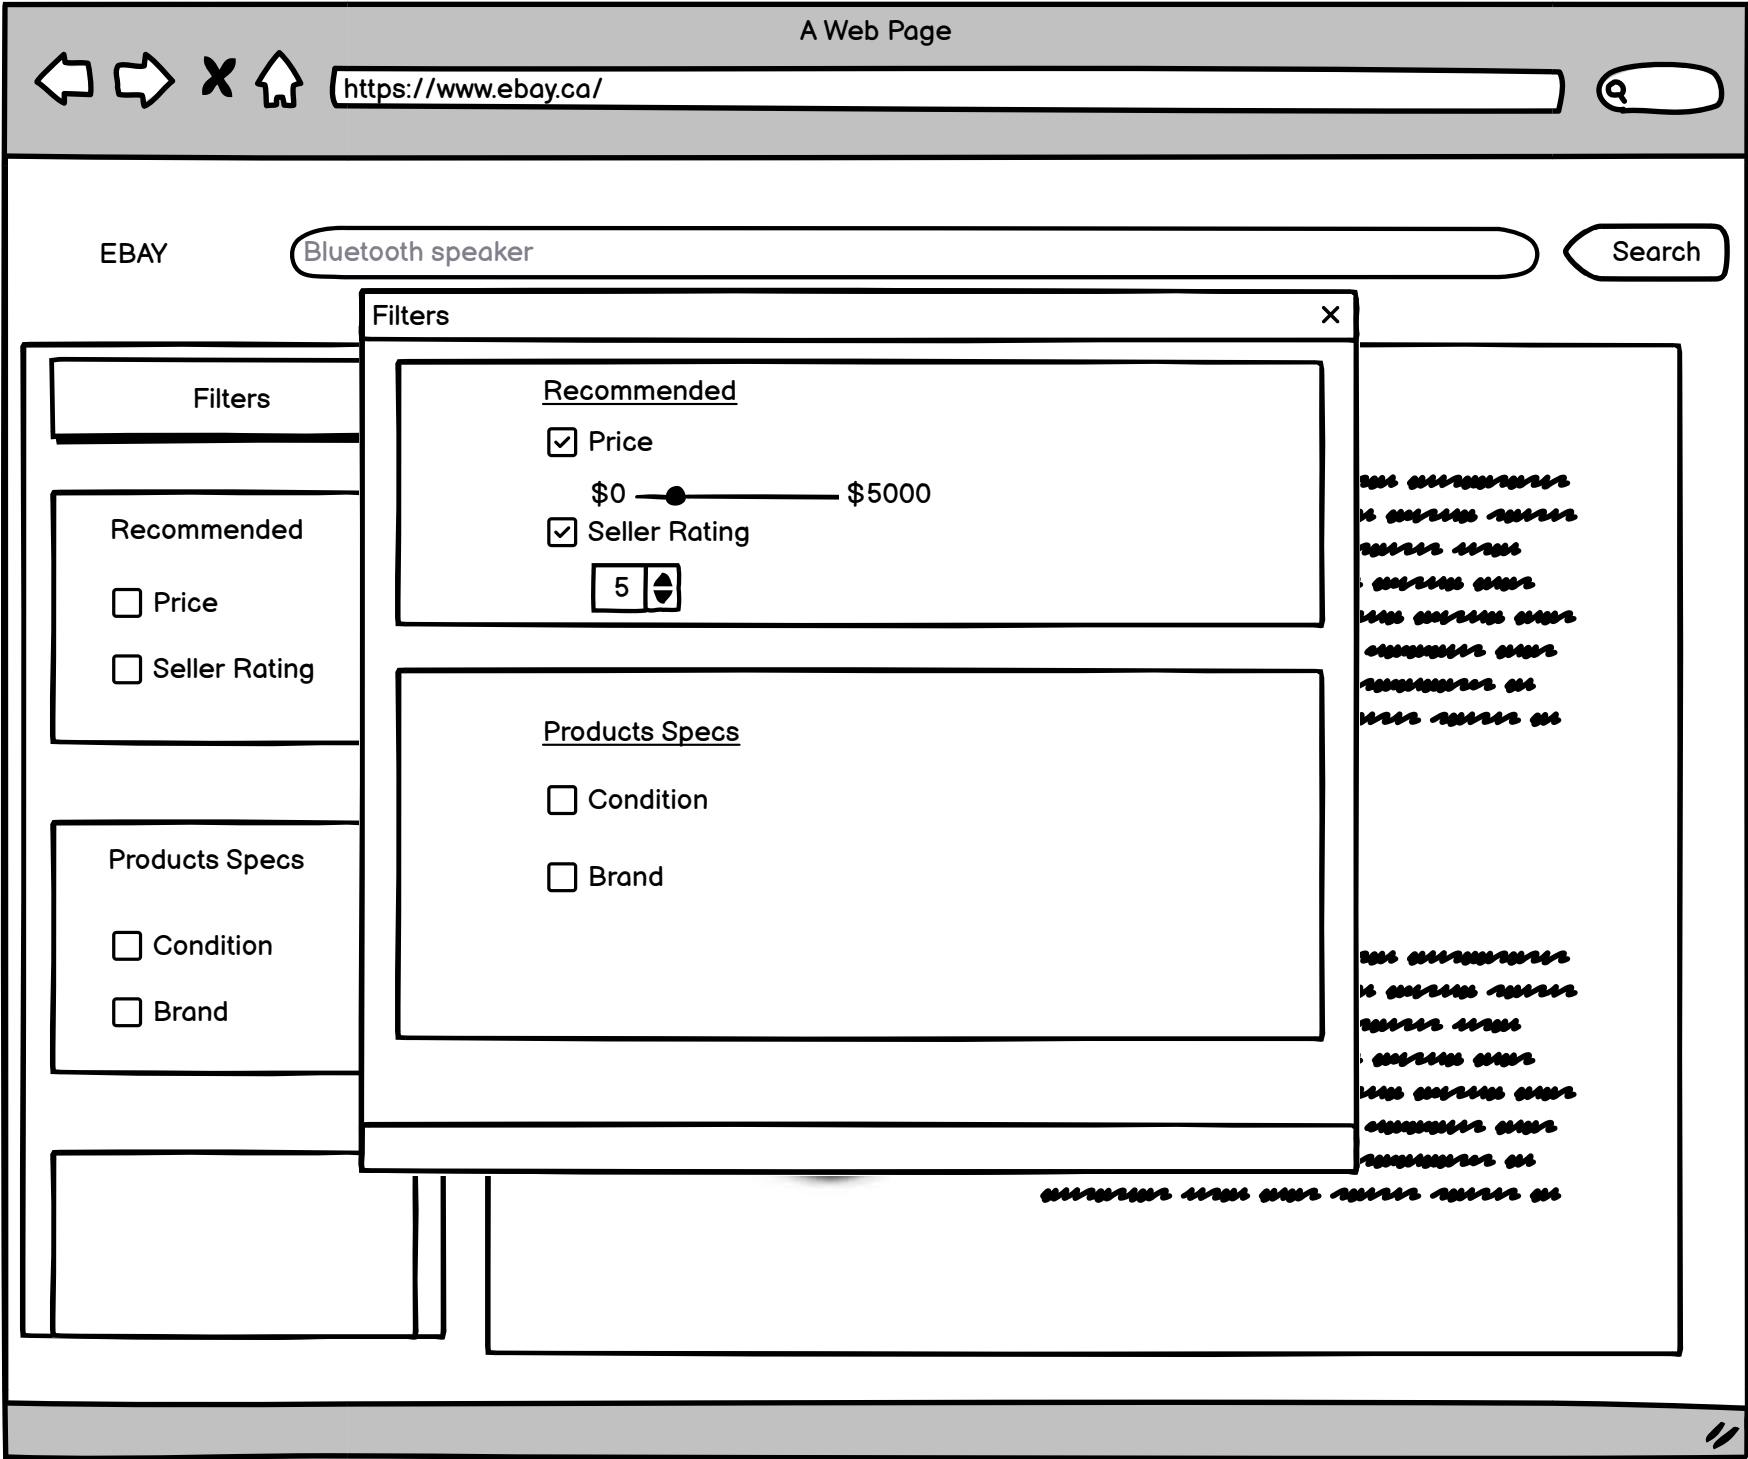 A Web Page
https://www.ebay.ca/
EBAY
Bluetooth speaker
Search
Filters
Filters
Recommended
Price
$0
$5000
Seller Rating
5
Products Specs
Condition
Brand
Recommended
Price
Seller Rating
Products Specs
Condition
Brand